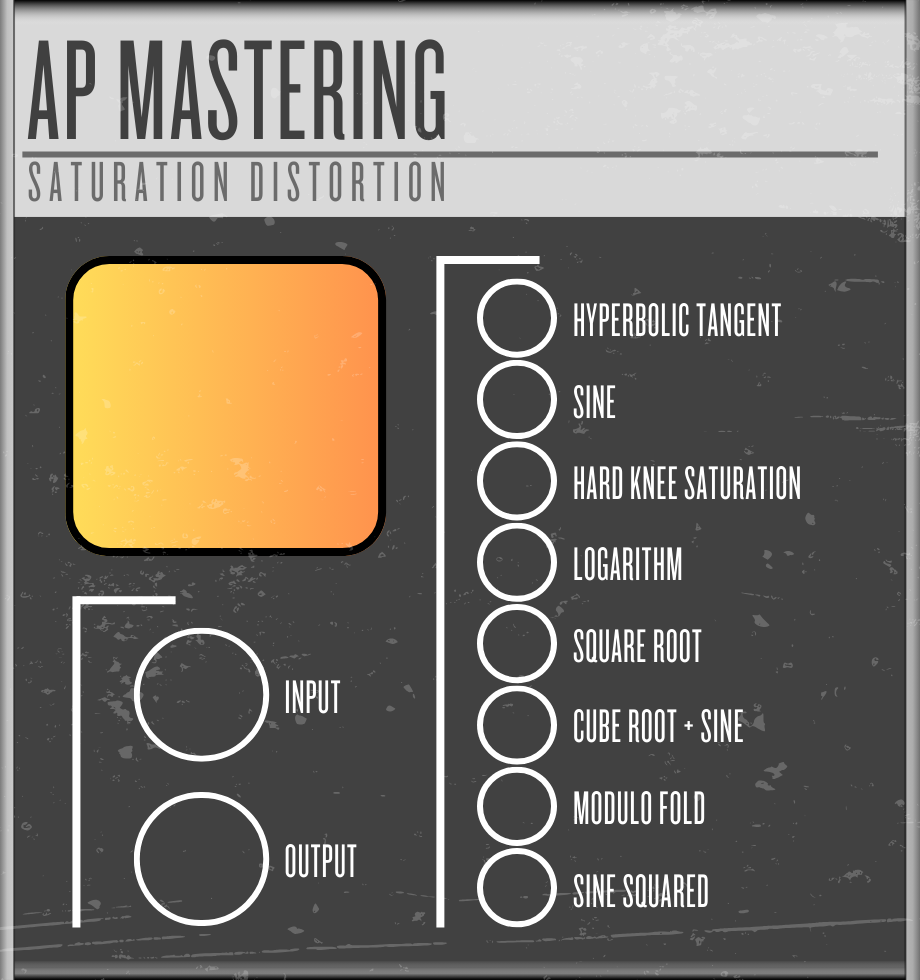 AP MASTERING
SATURATION DISTORTION
HYPERBOLIC TANGENT
SINE
HARD KNEE SATURATION
LOGARITHM
SQUARE ROOT
CUBE ROOT + SINE
MODULO FOLD
SINE SQUARED
INPUT
OUTPUT